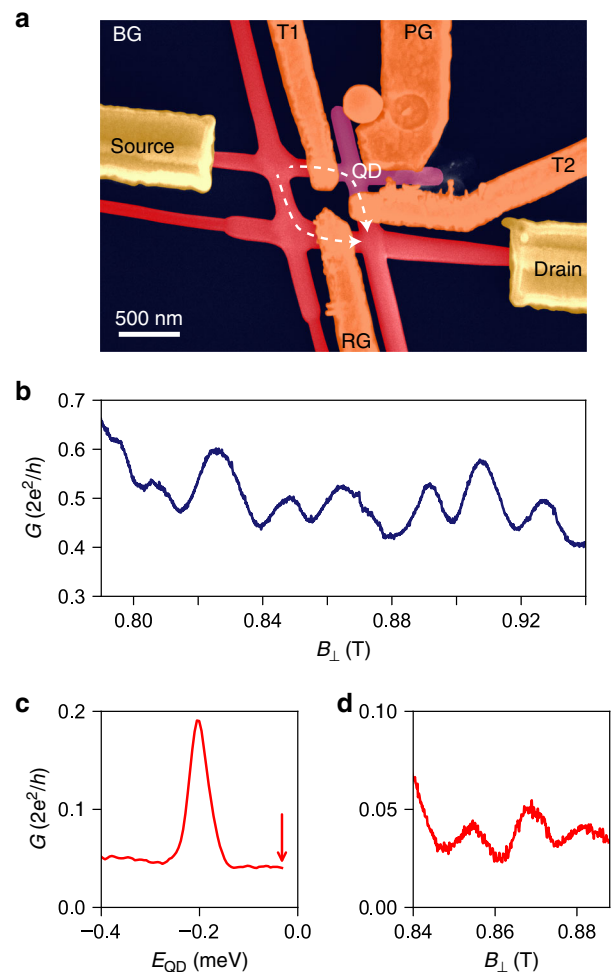 a
BG
T1
PG
Source
QD
T2
Drain
500 nm
RG
b
0.7
0.6
0.5
0.4
0.3
G (2e²/h)
0.80
0.84
0.88
0.92
B⊥ (T)
c
0.2
0.1
0.0
G (2e²/h)
−0.4
−0.2
0.0
E_QD (meV)
d
0.10
0.05
0.00
0.84
0.86
0.88
B⊥ (T)